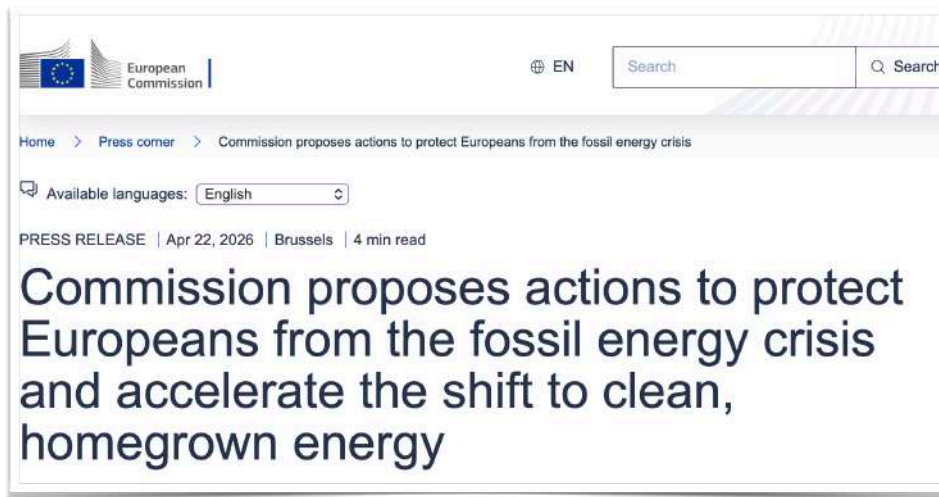 European
Commission
EN
Search
Search
Home > Press corner > Commission proposes actions to protect Europeans from the fossil energy crisis
Available languages: English
PRESS RELEASE | Apr 22, 2026 | Brussels | 4 min read
Commission proposes actions to protect
Europeans from the fossil energy crisis
and accelerate the shift to clean,
homegrown energy